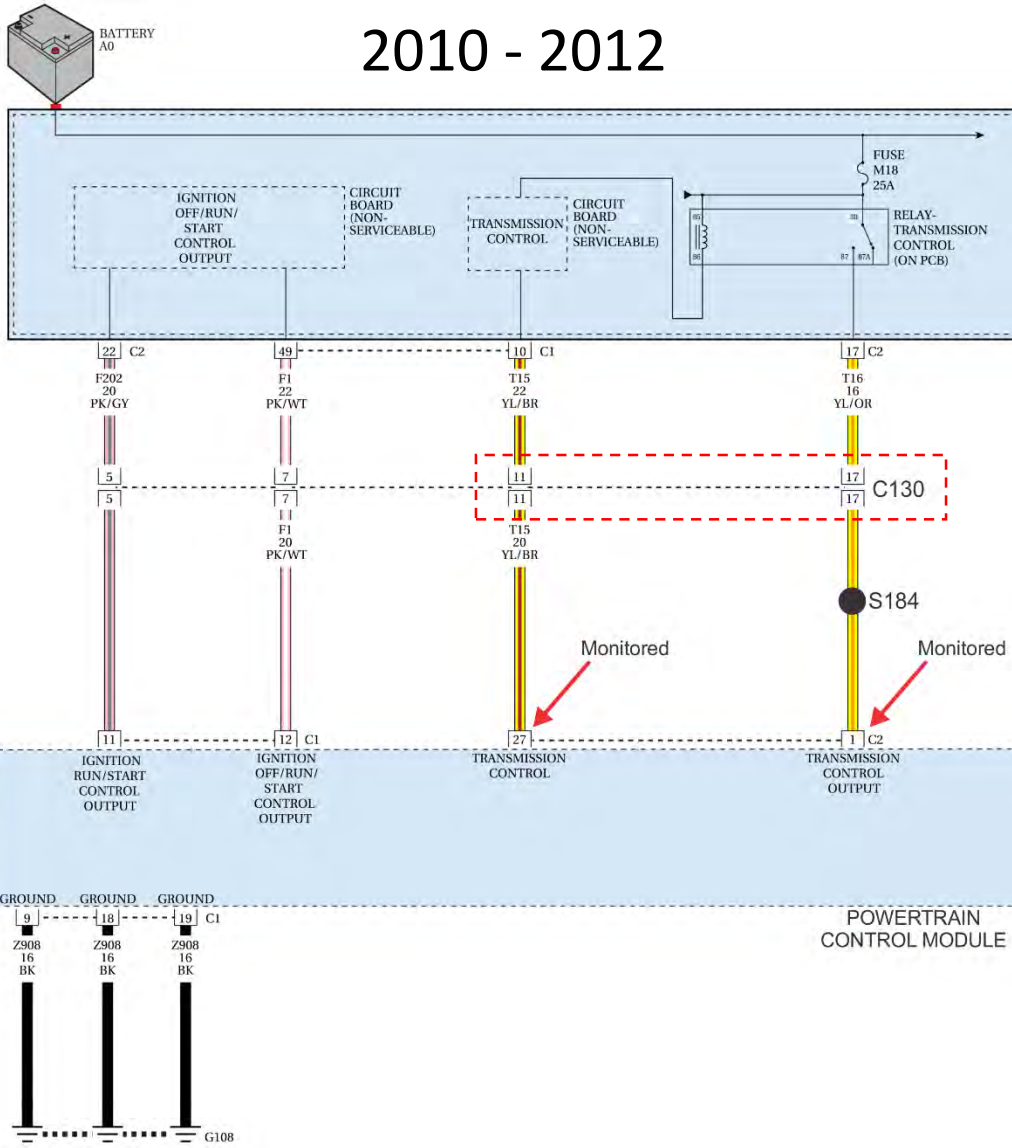 BATTERY
A0
2010 - 2012
FUSE
M18
25A
IGNITION
OFF/RUN/
START
CONTROL
OUTPUT
CIRCUIT
BOARD
(NON-
SERVICEABLE)
TRANSMISSION
CONTROL
CIRCUIT
BOARD
(NON-
SERVICEABLE)
85
86
30
87
87A
RELAY-
TRANSMISSION
CONTROL
(ON PCB)
22 C2
49
10 C1
17 C2
F202
20
PK/GY
F1
22
PK/WT
T15
22
YL/BR
T16
16
YL/OR
5
7
11
17
C130
5
7
11
17
F1
20
PK/WT
T15
20
YL/BR
S184
Monitored
Monitored
11
12 C1
27
1 C2
IGNITION
RUN/START
CONTROL
OUTPUT
IGNITION
OFF/RUN/
START
CONTROL
OUTPUT
TRANSMISSION
CONTROL
TRANSMISSION
CONTROL
OUTPUT
GROUND GROUND GROUND
9 18 19 C1
POWERTRAIN
CONTROL MODULE
Z908
16
BK
Z908
16
BK
Z908
16
BK
G108